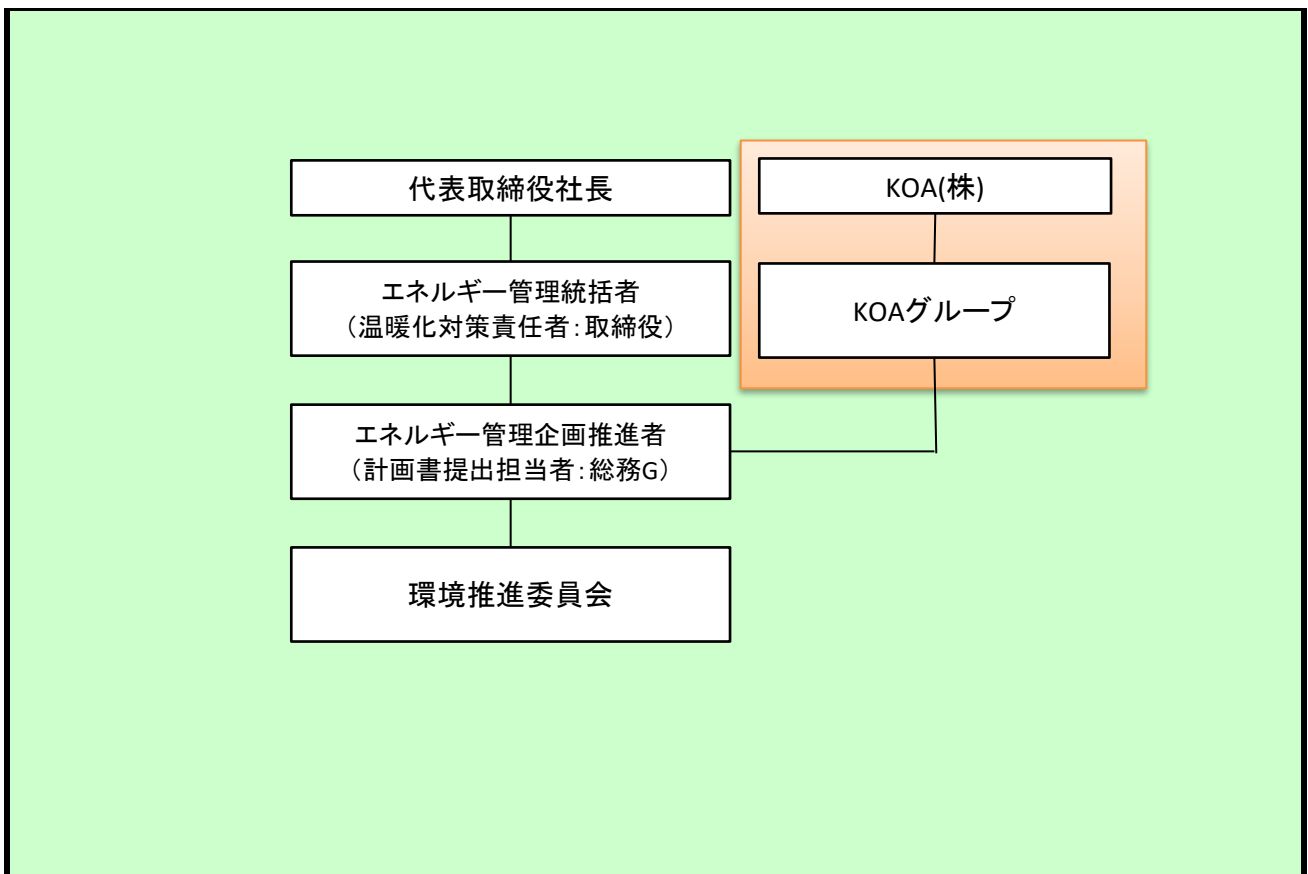 代表取締役社長
エネルギー管理統括者
（温暖化対策責任者：取締役）
エネルギー管理企画推進者
（計画書提出担当者：総務G）
環境推進委員会
KOA(株)
KOAグループ